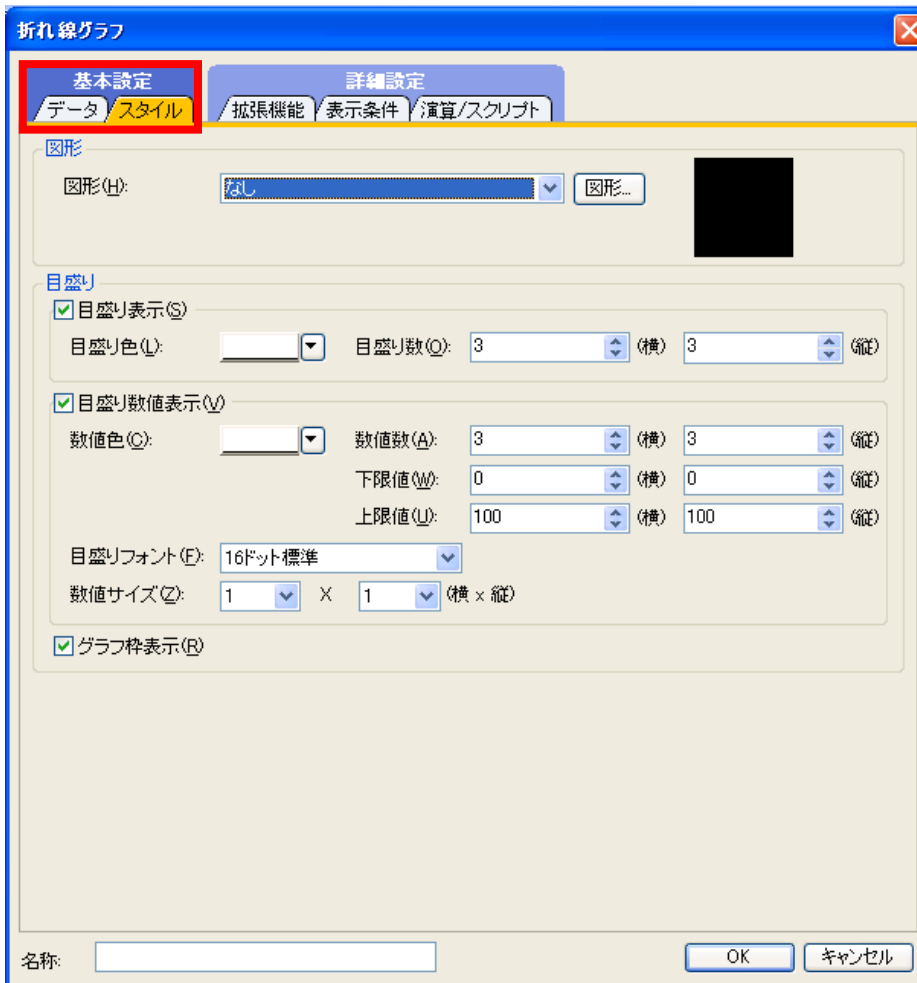 折れ線グラフ
基本設定 詳細設定
データ スタイル 拡張機能 表示条件 演算/スクリプト
図形
図形(H): なし 図形...
目盛り
目盛り表示(S)
目盛り色(L): 目盛り数(O): 3 (横) 3 (縦)
目盛り数値表示(V)
数値色(C): 数値数(A): 3 (横) 3 (縦)
下限値(W): 0 (横) 0 (縦)
上限値(U): 100 (横) 100 (縦)
目盛りフォント(F): 16ドット標準
数値サイズ(Z): 1 X 1 (横 x 縦)
グラフ枠表示(R)
名称: OK キャンセル